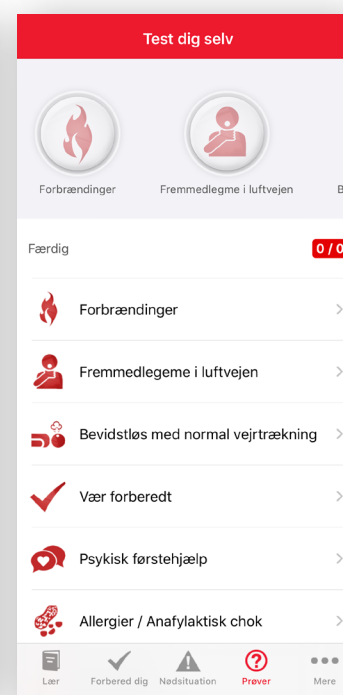 Test dig selv
Forbrændinger
Fremmedlegme i luftvejen
B
Færdig
0 / 0
Forbrændinger
Fremmedlegeme i luftvejen
Bevidstløs med normal vejrtrækning
Vær forberedt
Psykisk førstehjælp
Allergier / Anafylaktisk chok
Lær
Forbered dig
Nødsituation
Prøver
Mere